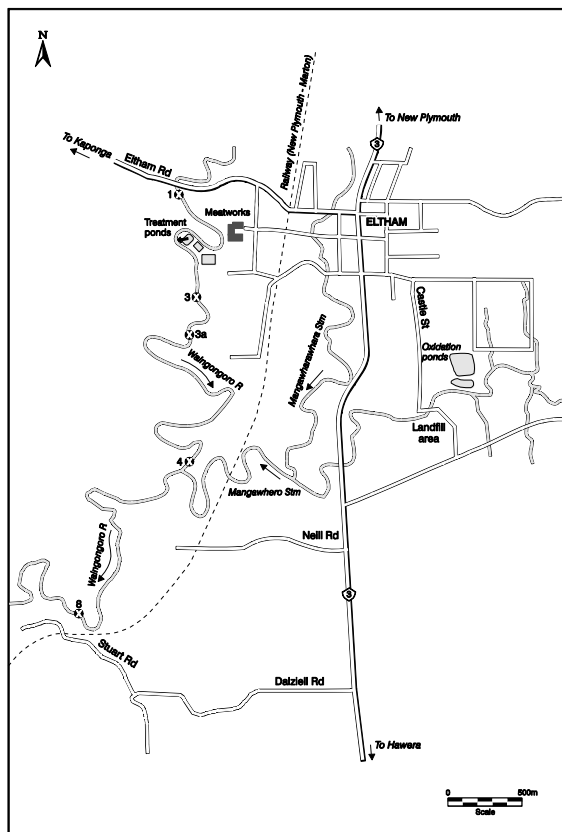 N
To New Plymouth
3
To Kaponga
Eltham Rd
Railway (New Plymouth - Marton)
1
Meatworks
ELTHAM
Treatment
ponds
3
Castle St
3a
Mangawharawhara Stm
Oxidation
ponds
Waingongoro R
Landfill
area
4
Mangawhero Stm
Neill Rd
Waingongoro R
3
6
Stuart Rd
Dalziell Rd
To Hawera
0
500m
Scale